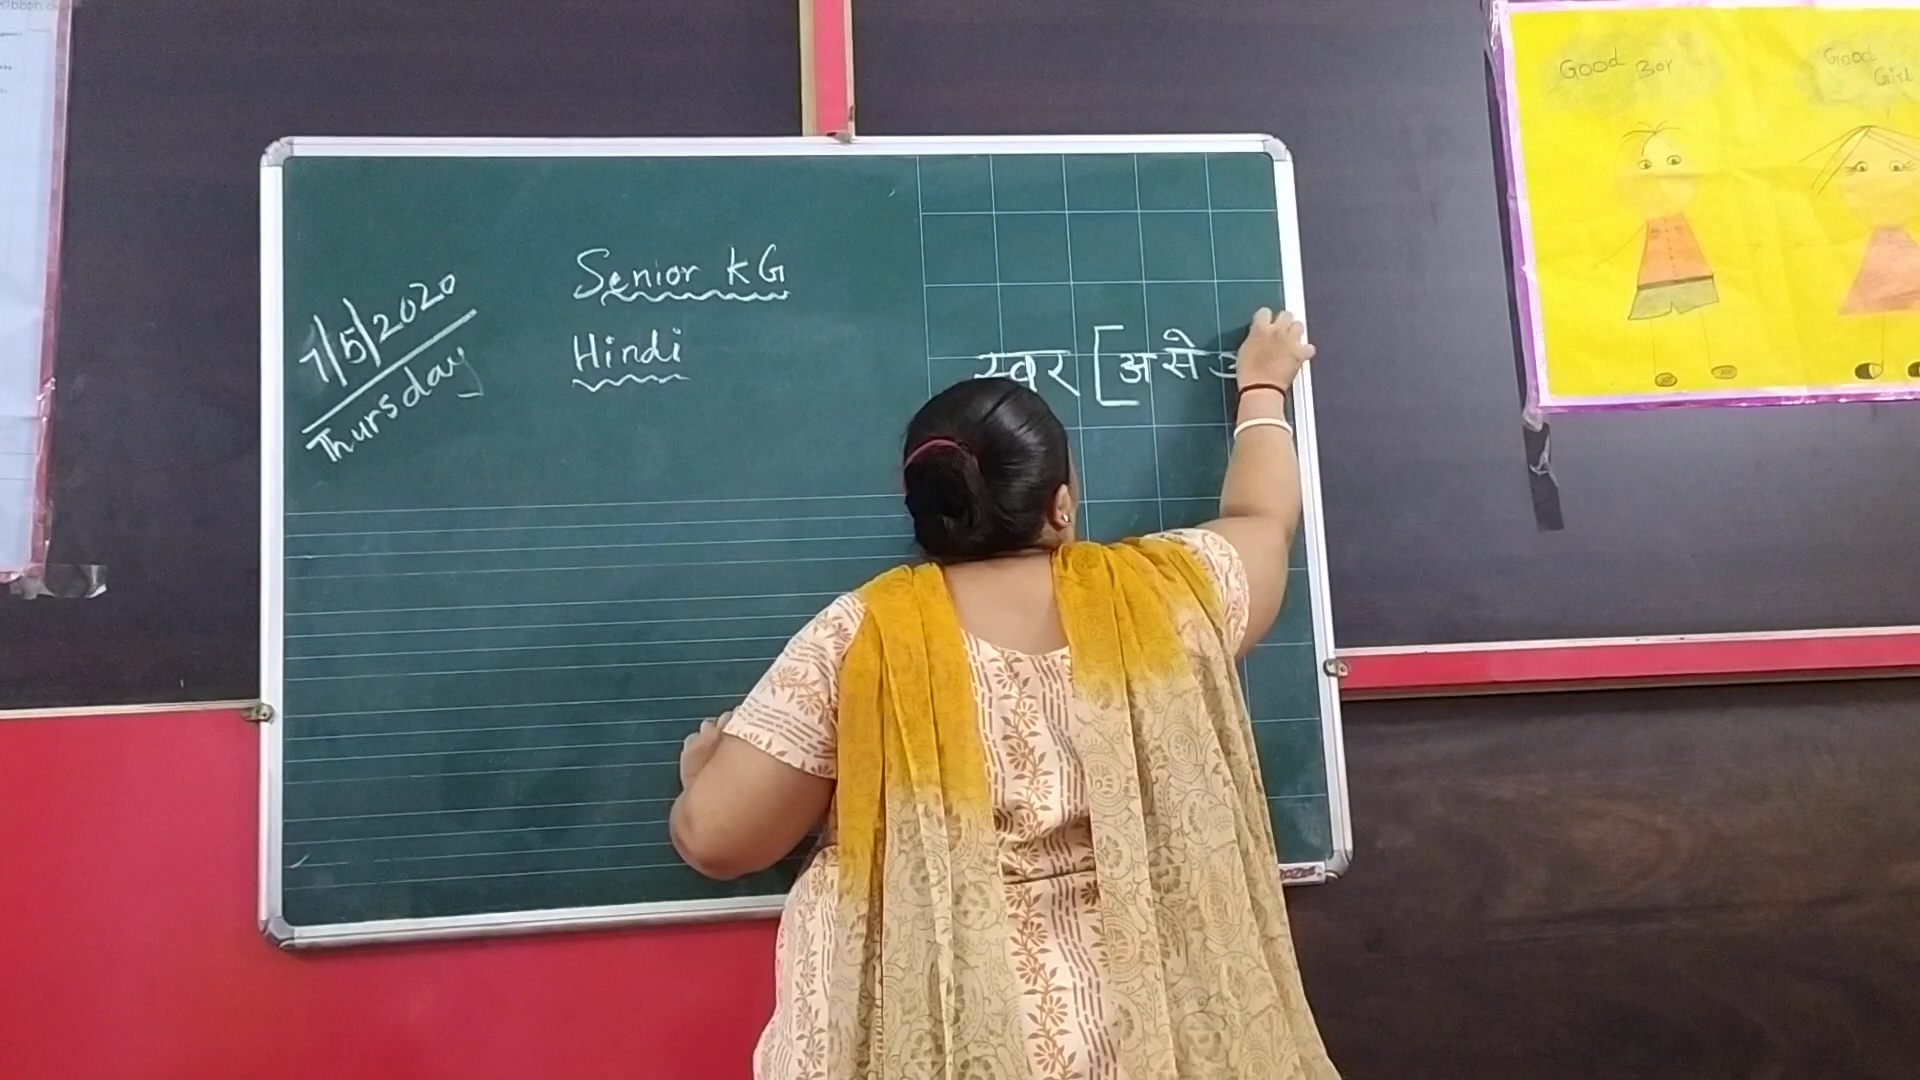 7/5/2020
Thursday
Senior KG
Hindi
स्वर [अ से
Good Boy
Good
Girl